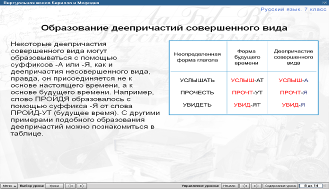 Виртуальная школа Кирилла и Мефодия
Русский язык, 7 класс
Образование деепричастий совершенного вида
Некоторые деепричастия
совершенного вида могут
образовываться с помощью
суффиксов -А или -Я, как и
деепричастия несовершенного вида,
правда, он присоединяется не к
основе настоящего времени, а к
основе будущего времени. Например,
слово ПРОЙДЯ образовалось с
помощью суффикса -Я от слова
ПРОЙД-УТ (будущее время). С другими
примерами подобного образования
деепричастий можно познакомиться в
таблице.
Неопределенная форма глагола
Форма будущего времени
Деепричастие совершенного вида
УСЛЫШАТЬ УСЛЫШ-АТ УСЛЫШ-А
ПРОЧЕСТЬ ПРОЧТ-УТ ПРОЧТ-Я
УВИДЕТЬ УВИД-ЯТ УВИД-Я